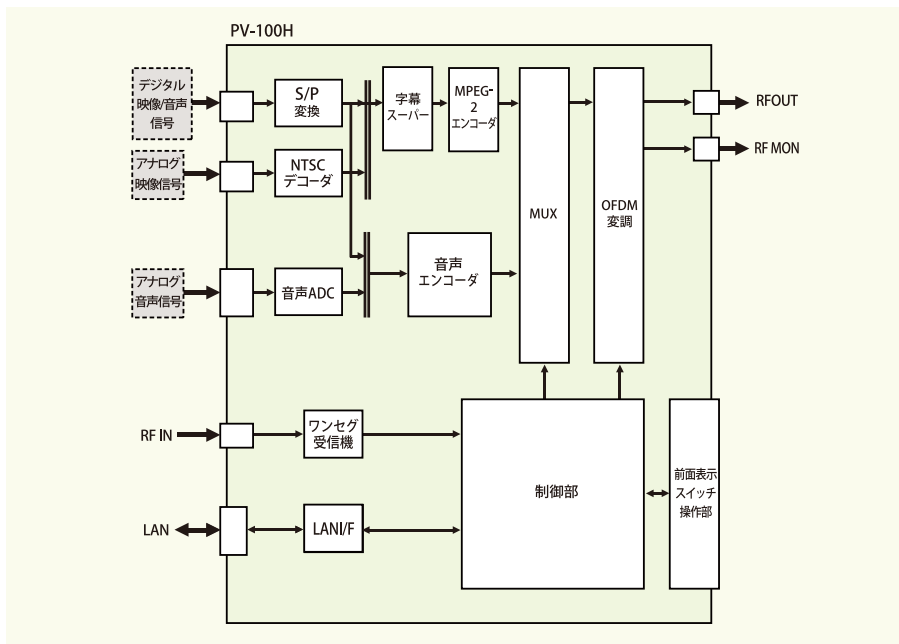 PV-100H
デジタル
映像/音声
信号
S/P
変換
字幕
スーパー
MPEG-
2
エンコーダ
RFOUT
アナログ
映像信号
NTSC
デコーダ
RF MON
MUX
OFDM
変調
アナログ
音声信号
音声ADC
音声
エンコーダ
RF IN
ワンセグ
受信機
制御部
前面表示
スイッチ
操作部
LAN
LANI/F